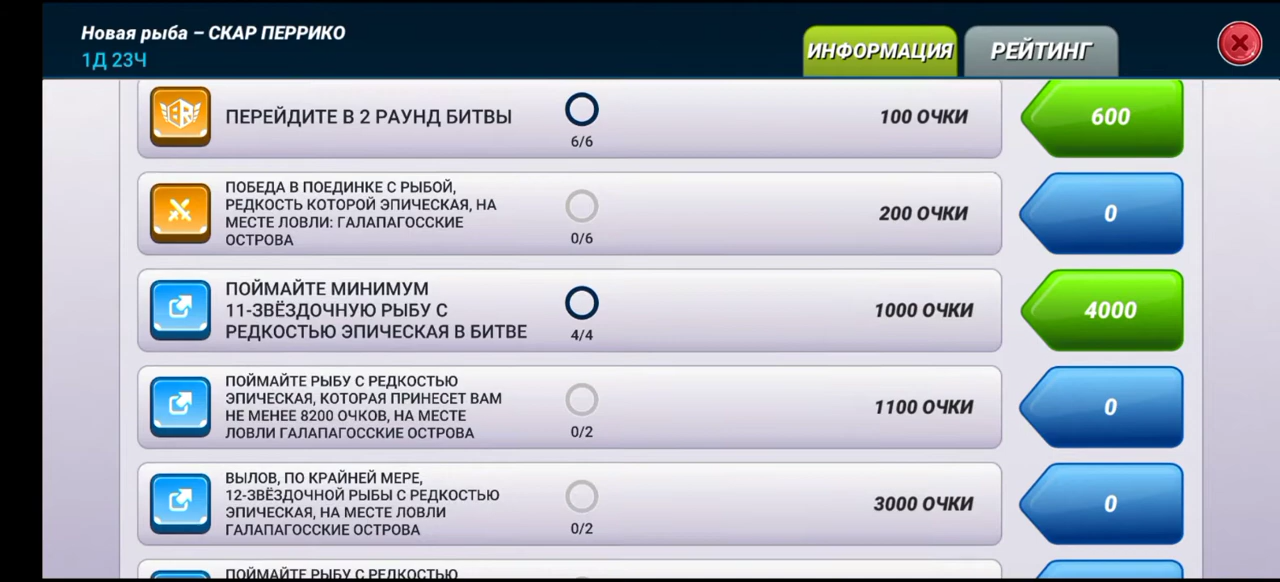 Новая рыба – СКАР ПЕРРИКО
1Д 23Ч
ИНФОРМАЦИЯ
РЕЙТИНГ
ПЕРЕЙДИТЕ В 2 РАУНД БИТВЫ
6/6
100 ОЧКИ
600
ПОБЕДА В ПОЕДИНКЕ С РЫБОЙ,
РЕДКОСТЬ КОТОРОЙ ЭПИЧЕСКАЯ, НА
МЕСТЕ ЛОВЛИ: ГАЛАПАГОССКИЕ
ОСТРОВА
0/6
200 ОЧКИ
0
ПОЙМАЙТЕ МИНИМУМ
11-ЗВЁЗДОЧНУЮ РЫБУ С
РЕДКОСТЬЮ ЭПИЧЕСКАЯ В БИТВЕ
4/4
1000 ОЧКИ
4000
ПОЙМАЙТЕ РЫБУ С РЕДКОСТЬЮ
ЭПИЧЕСКАЯ, КОТОРАЯ ПРИНЕСЕТ ВАМ
НЕ МЕНЕЕ 8200 ОЧКОВ, НА МЕСТЕ
ЛОВЛИ ГАЛАПАГОССКИЕ ОСТРОВА
0/2
1100 ОЧКИ
0
ВЫЛОВ, ПО КРАЙНЕЙ МЕРЕ,
12-ЗВЁЗДОЧНОЙ РЫБЫ С РЕДКОСТЬЮ
ЭПИЧЕСКАЯ, НА МЕСТЕ ЛОВЛИ
ГАЛАПАГОССКИЕ ОСТРОВА
0/2
3000 ОЧКИ
0
ПОЙМАЙТЕ РЫБУ С РЕДКОСТЬЮ